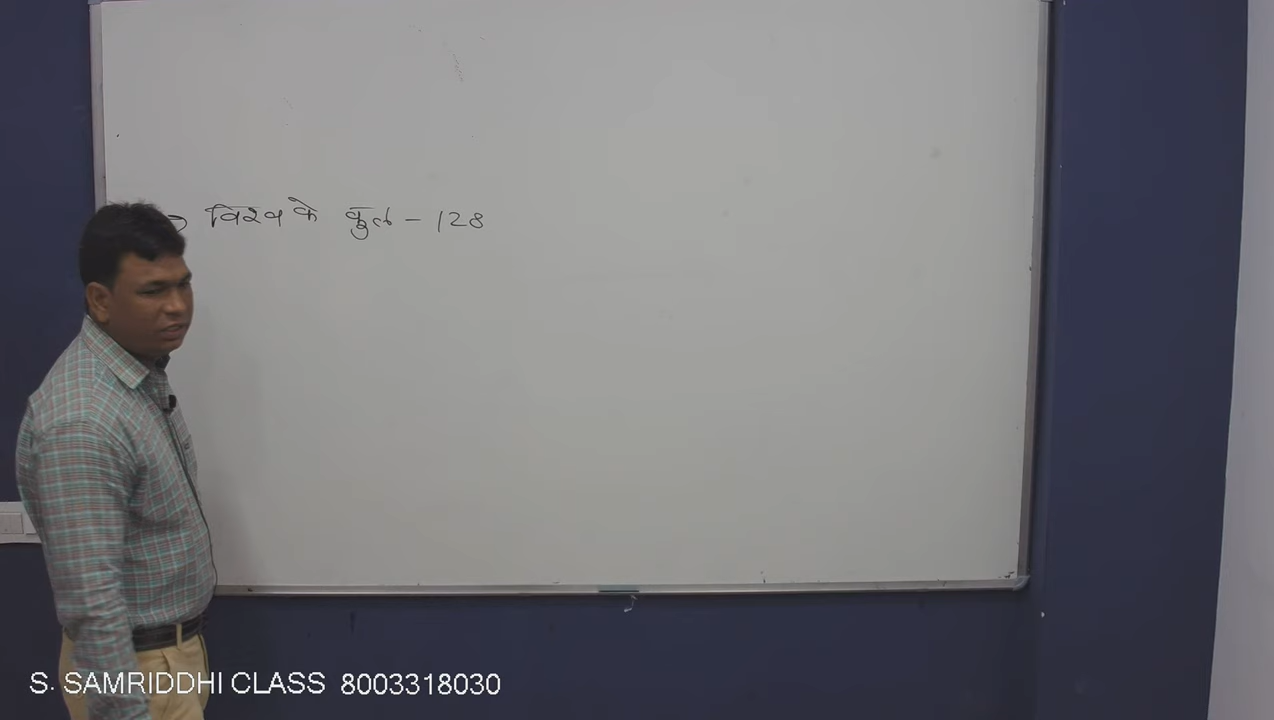 विश्व के कुल - 128
S. SAMRIDDHI CLASS 8003318030